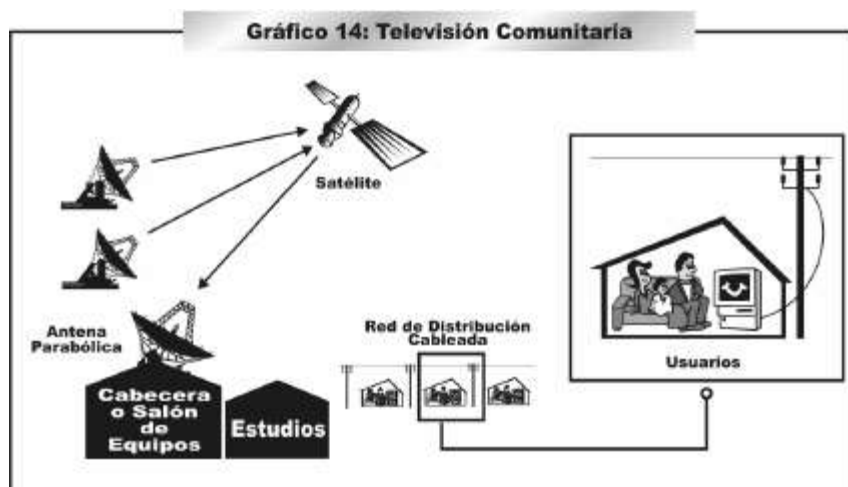 Gráfico 14: Televisión Comunitaria
Satélite
Antena
Parabólica
Red de Distribución
Cableada
Usuarios
Cabecera
o Salón
de
Equipos
Estudios